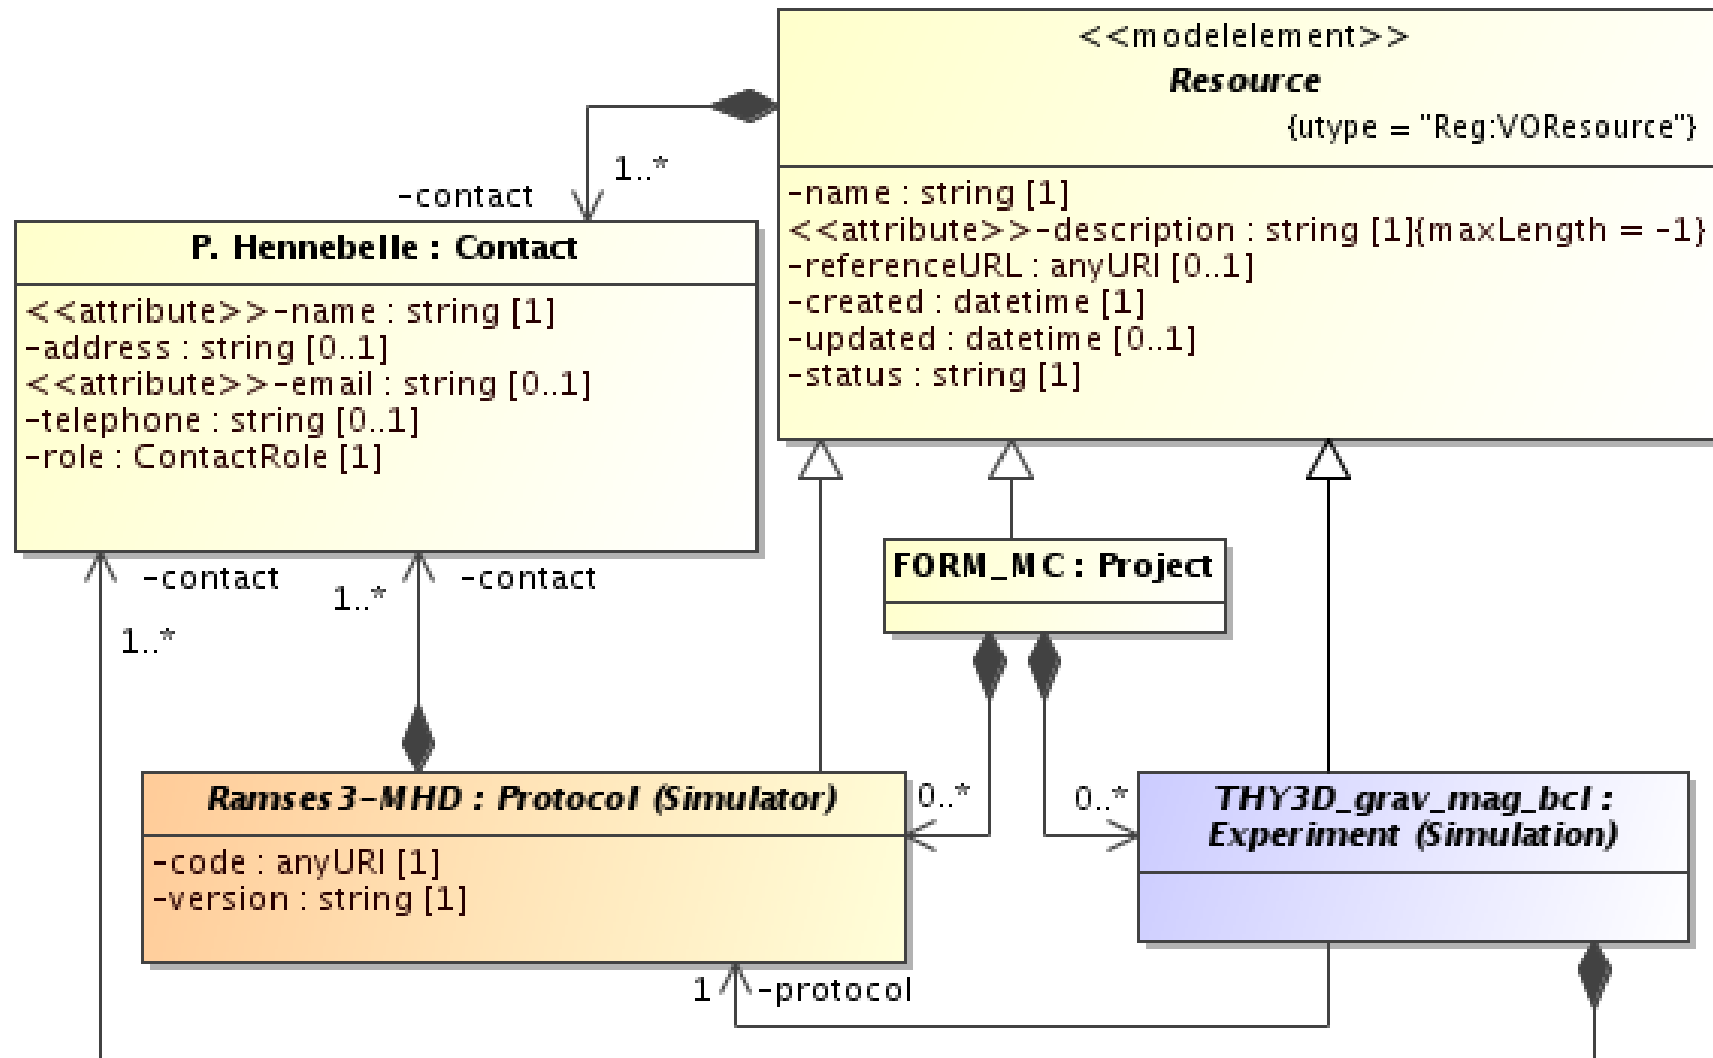 <<modelelement>>
Resource
{utype = "Reg:VOResource"}
-name : string [1]
<<attribute>>-description : string [1]{maxLength = -1}
-referenceURL : anyURI [0..1]
-created : datetime [1]
-updated : datetime [0..1]
-status : string [1]
1..*
-contact
P. Hennebelle : Contact
<<attribute>>-name : string [1]
-address : string [0..1]
<<attribute>>-email : string [0..1]
-telephone : string [0..1]
-role : ContactRole [1]
-contact
1..*
-contact
1..*
FORM_MC : Project
Ramses3-MHD : Protocol (Simulator)
-code : anyURI [1]
-version : string [1]
0..*
0..*
THY3D_grav_mag_bcl :
Experiment (Simulation)
1
-protocol